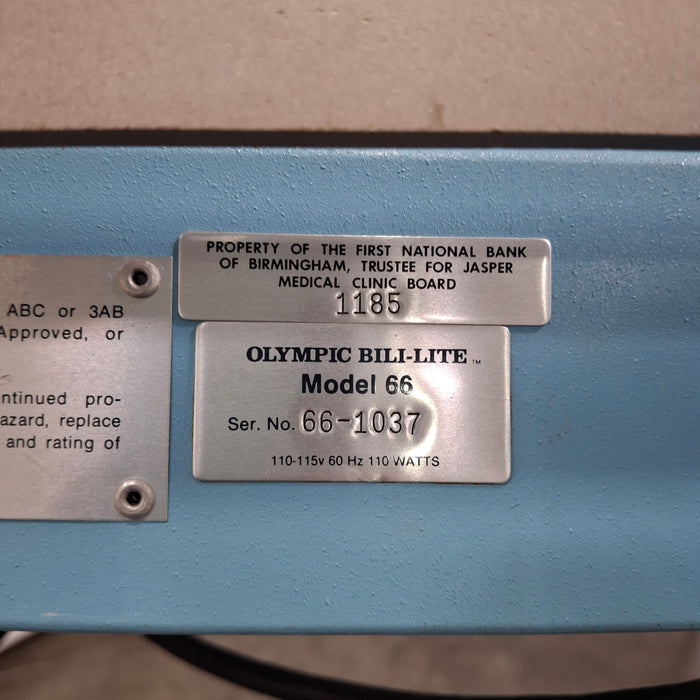 ABC or 3AB
Approved, or
ntinued pro-
azard, replace
and rating of
PROPERTY OF THE FIRST NATIONAL BANK
OF BIRMINGHAM, TRUSTEE FOR JASPER
MEDICAL CLINIC BOARD
1185
OLYMPIC BILI-LITE™
Model 66
Ser. No. 66-1037
110-115v 60 Hz 110 WATTS